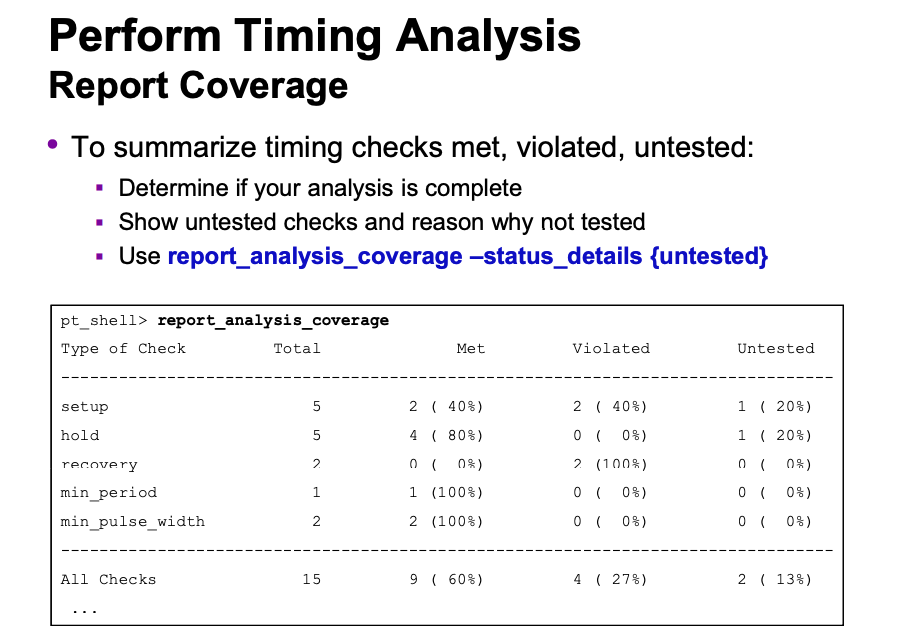 Perform Timing Analysis
Report Coverage
• To summarize timing checks met, violated, untested:
▪ Determine if your analysis is complete
▪ Show untested checks and reason why not tested
▪ Use report_analysis_coverage –status_details {untested}
pt_shell> report_analysis_coverage
Type of Check Total Met Violated Untested
--------------------------------------------------------------------------------
setup 5 2 ( 40%) 2 ( 40%) 1 ( 20%)
hold 5 4 ( 80%) 0 ( 0%) 1 ( 20%)
recovery 2 0 ( 0%) 2 (100%) 0 ( 0%)
min_period 1 1 (100%) 0 ( 0%) 0 ( 0%)
min_pulse_width 2 2 (100%) 0 ( 0%) 0 ( 0%)
--------------------------------------------------------------------------------
All Checks 15 9 ( 60%) 4 ( 27%) 2 ( 13%)
...